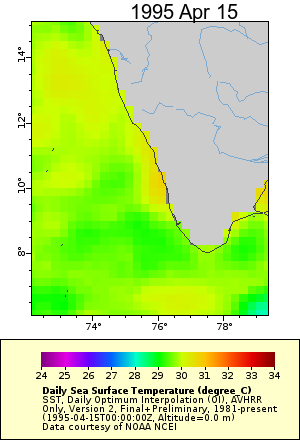 1995 Apr 15
14°
12°
10°
8°
74° 76° 78°
24 25 26 27 28 29 30 31 32 33 34
Daily Sea Surface Temperature (degree_C)
SST, Daily Optimum Interpolation (OI), AVHRR
Only, Version 2, Final+Preliminary, 1981-present
(1995-04-15T00:00:00Z, Altitude=0.0 m)
Data courtesy of NOAA NCEI